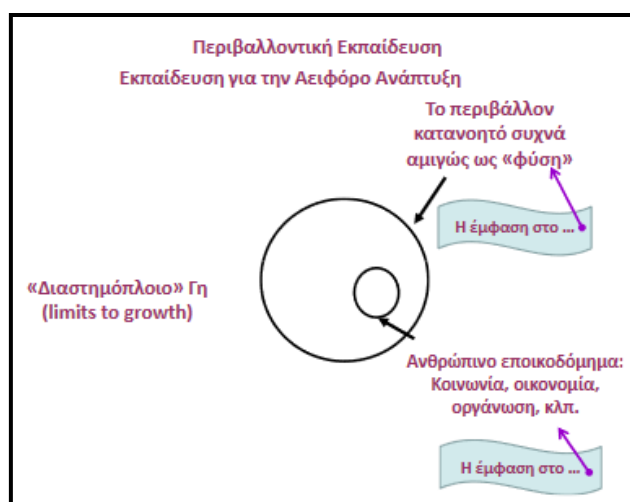 Περιβαλλοντική Εκπαίδευση
Εκπαίδευση για την Αειφόρο Ανάπτυξη
Το περιβάλλον
κατανοητό συχνά
αμιγώς ως «φύση»
Η έμφαση στο ...
«Διαστημόπλοιο» Γη
(limits to growth)
Ανθρώπινο εποικοδόμημα:
Κοινωνία, οικονομία,
οργάνωση, κλπ.
Η έμφαση στο ...